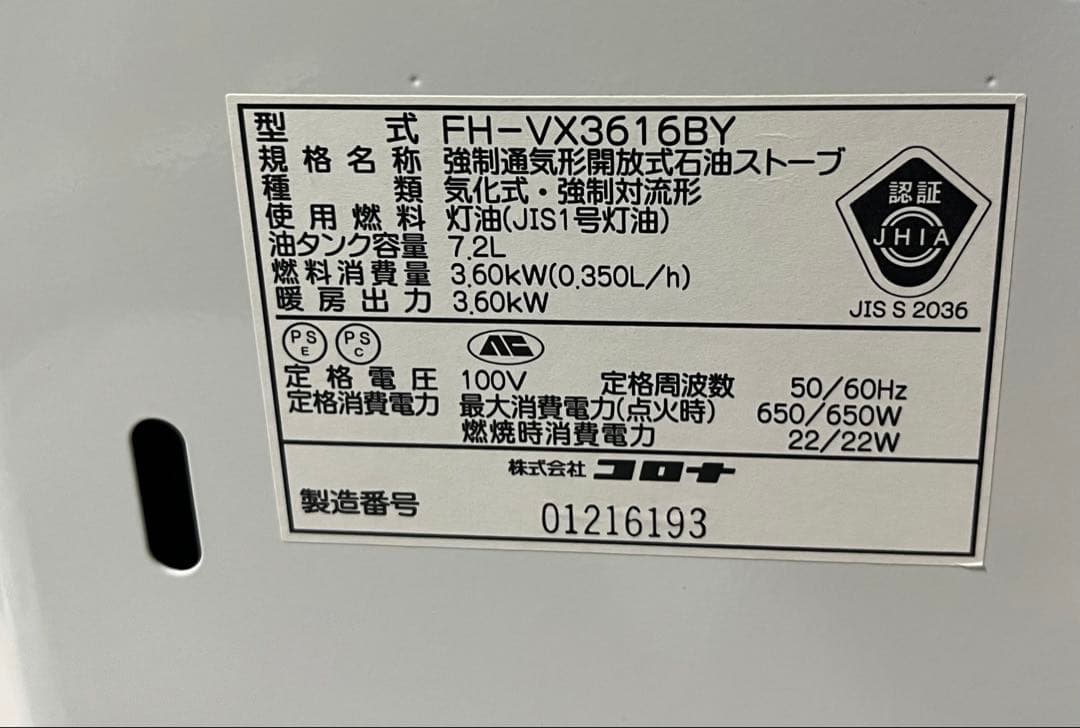 型式 FH-VX3616BY
規格名称 強制通気形開放式石油ストーブ
種類 気化式・強制対流形
使用燃料 灯油(JIS1号灯油)
油タンク容量 7.2L
燃料消費量 3.60kW(0.350L/h)
暖房出力 3.60kW
認証
JHIA
JIS S 2036
PS E PS C
定格電圧 100V 定格周波数 50/60Hz
定格消費電力 最大消費電力(点火時) 650/650W
燃焼時消費電力 22/22W
株式会社 コロナ
製造番号 01216193